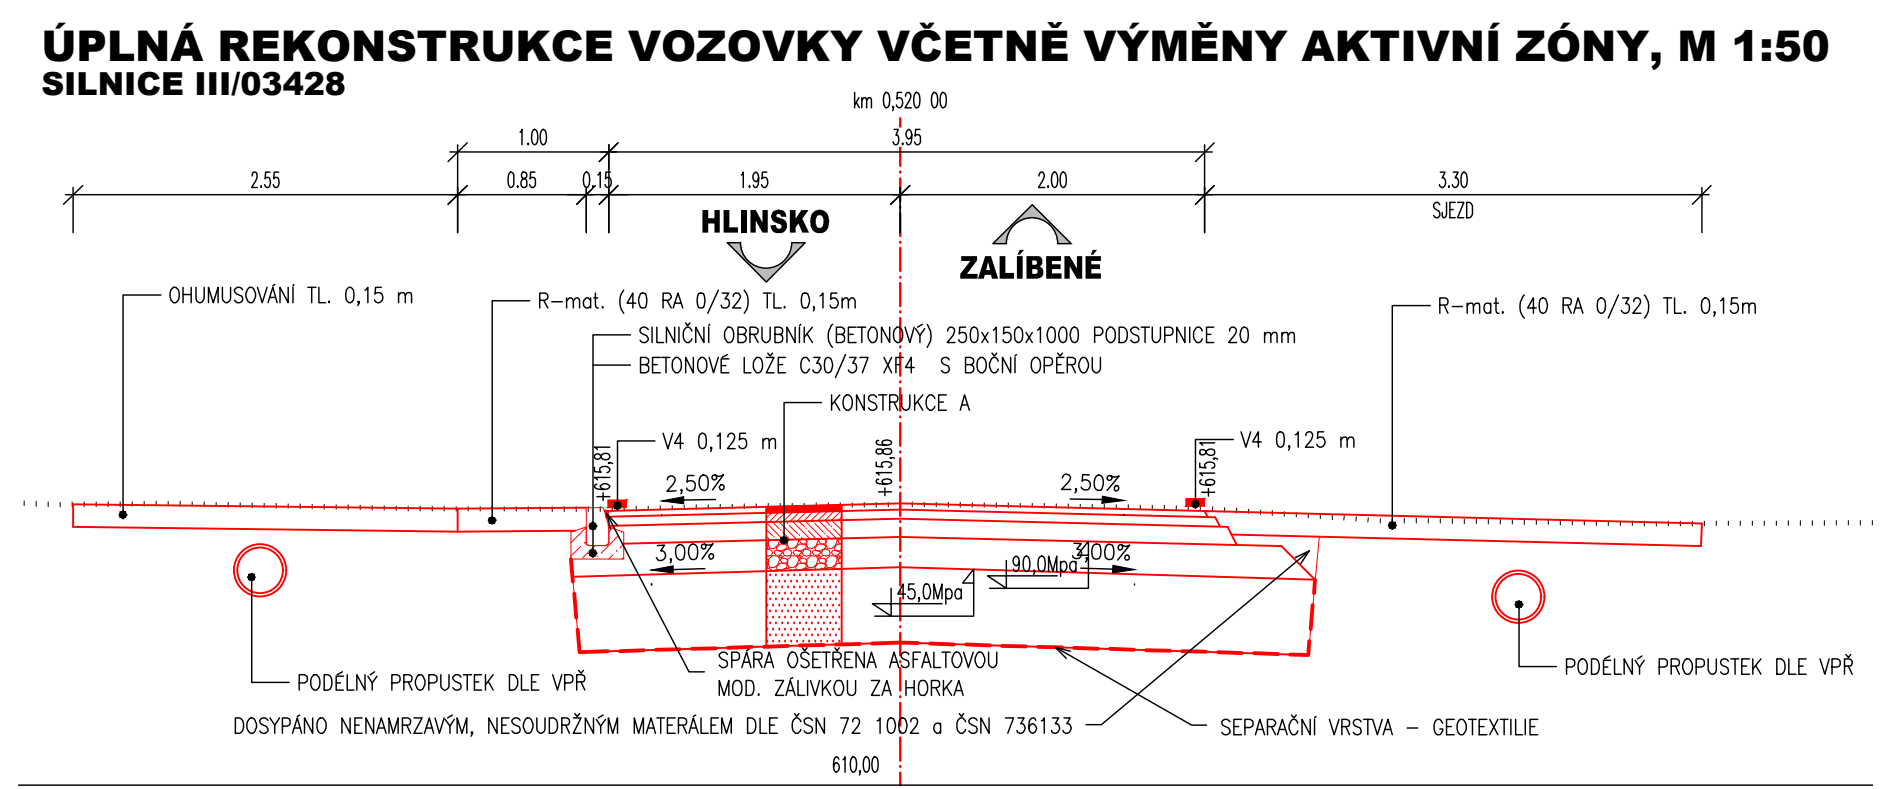 ÚPLNÁ REKONSTRUKCE VOZOVKY VČETNĚ VÝMĚNY AKTIVNÍ ZÓNY, M 1:50
SILNICE III/03428
km 0,520 00
1.00
3.95
2.55
0.85
0.15
1.95
2.00
3.30
SJEZD
HLINSKO
ZALÍBENÉ
OHUMUSOVÁNÍ TL. 0,15 m
R-mat. (40 RA 0/32) TL. 0,15m
R-mat. (40 RA 0/32) TL. 0,15m
SILNIČNÍ OBRUBNÍK (BETONOVÝ) 250x150x1000 PODSTUPNICE 20 mm
BETONOVÉ LOŽE C30/37 XF4 S BOČNÍ OPĚROU
KONSTRUKCE A
V4 0,125 m
V4 0,125 m
+615,81
+615,86
+615,81
2,50%
2,50%
3,00%
3,00%
90,0Mpa
45,0Mpa
SPÁRA OŠETŘENA ASFALTOVOU
MOD. ZÁLIVKOU ZA HORKA
PODÉLNÝ PROPUSTEK DLE VPŘ
PODÉLNÝ PROPUSTEK DLE VPŘ
DOSYPÁNO NENAMRZAVÝM, NESOUDRŽNÝM MATERÁLEM DLE ČSN 72 1002 a ČSN 736133
SEPARAČNÍ VRSTVA – GEOTEXTILIE
610,00